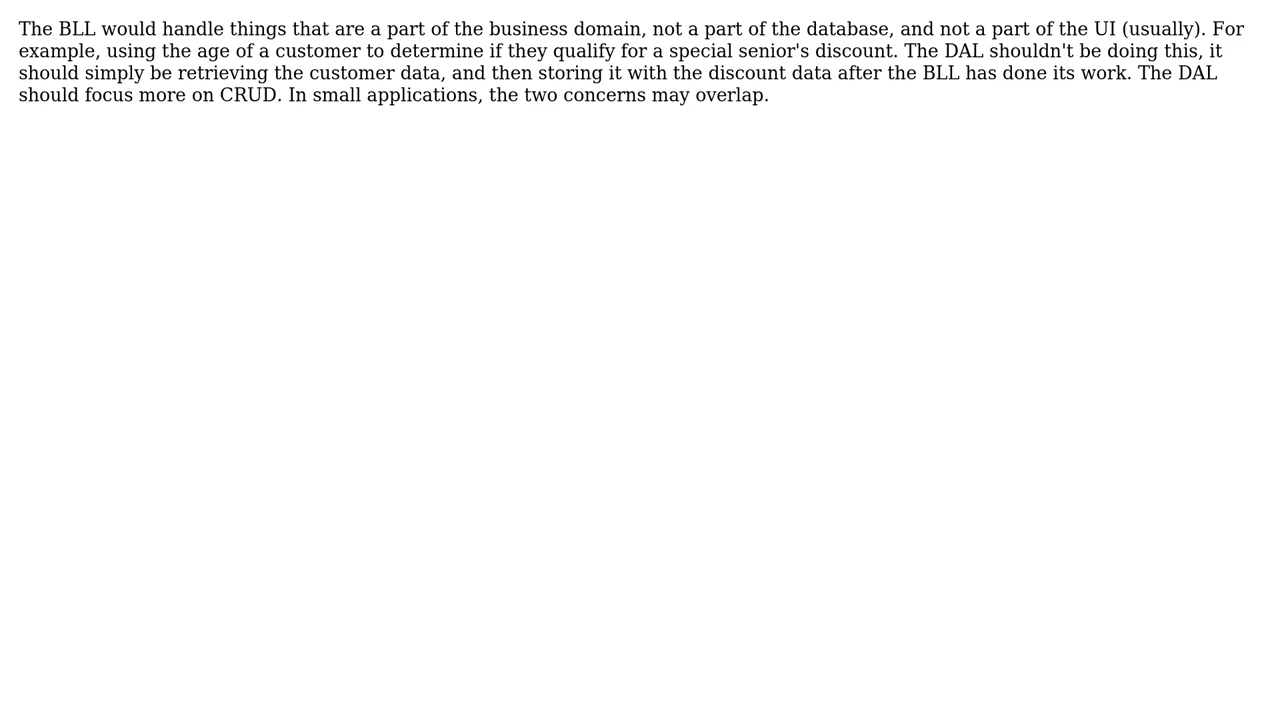 The BLL would handle things that are a part of the business domain, not a part of the database, and not a part of the UI (usually). For
example, using the age of a customer to determine if they qualify for a special senior's discount. The DAL shouldn't be doing this, it
should simply be retrieving the customer data, and then storing it with the discount data after the BLL has done its work. The DAL
should focus more on CRUD. In small applications, the two concerns may overlap.